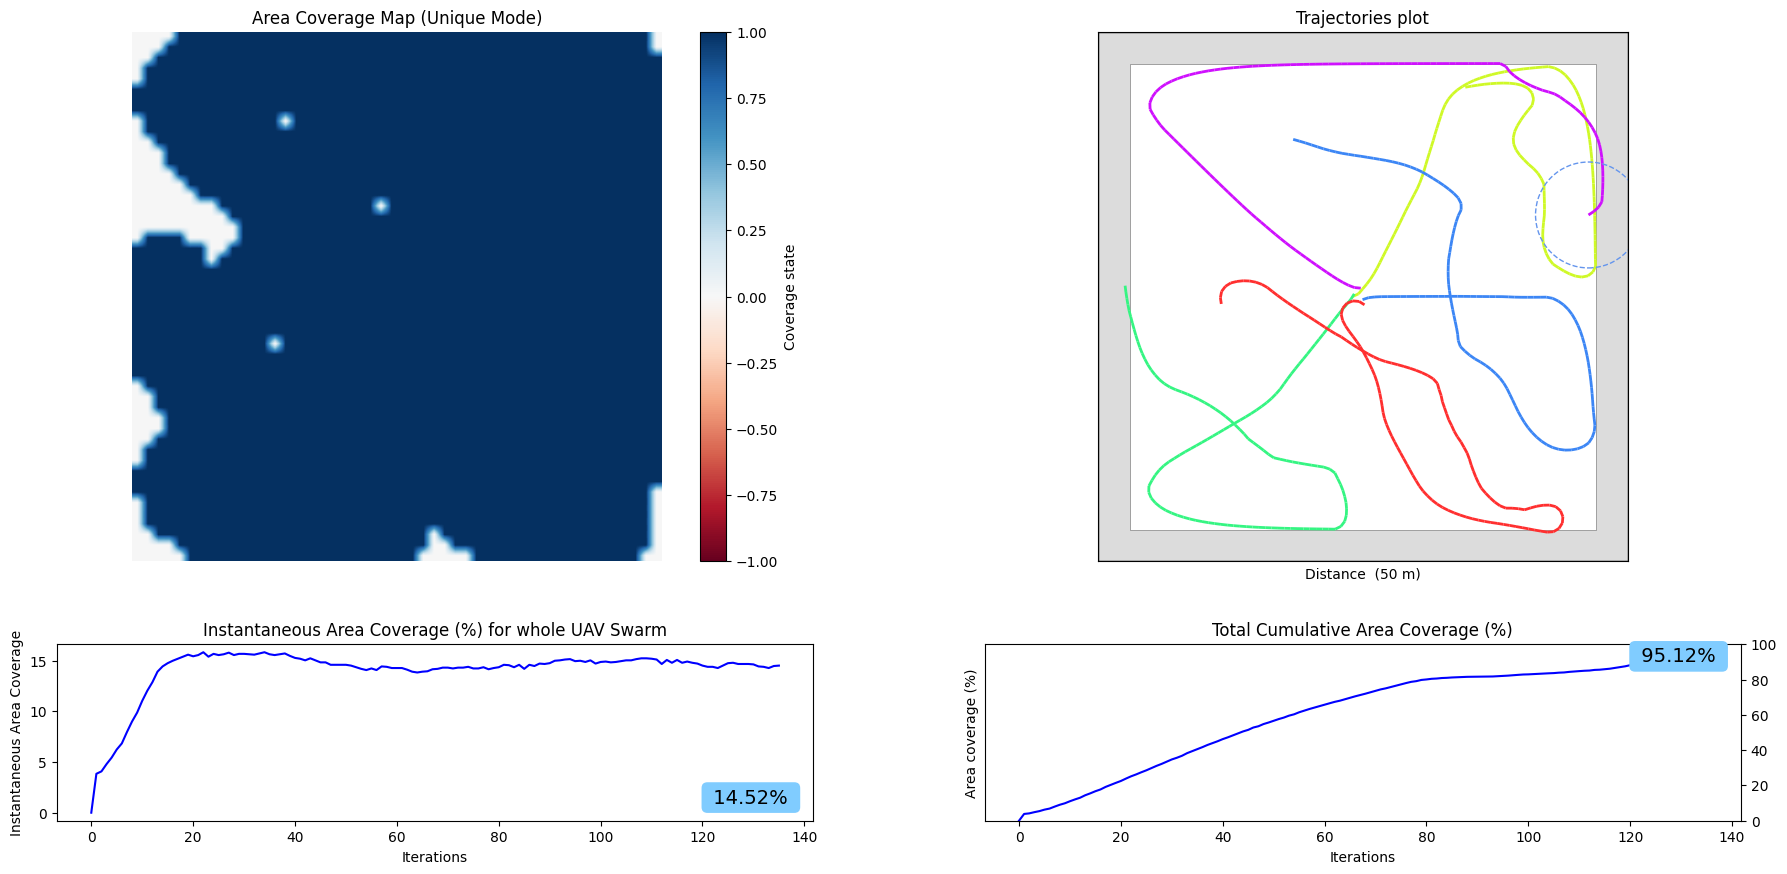 Area Coverage Map (Unique Mode)
1.00
0.75
0.50
0.25
0.00
−0.25
−0.50
−0.75
−1.00
Coverage state
Trajectories plot
Distance  (50 m)
Instantaneous Area Coverage (%) for whole UAV Swarm
Instantaneous Area Coverage
15
10
5
0
14.52%
0 20 40 60 80 100 120 140
Iterations
Total Cumulative Area Coverage (%)
Area coverage (%)
95.12%
100
80
60
40
20
0
0 20 40 60 80 100 120 140
Iterations